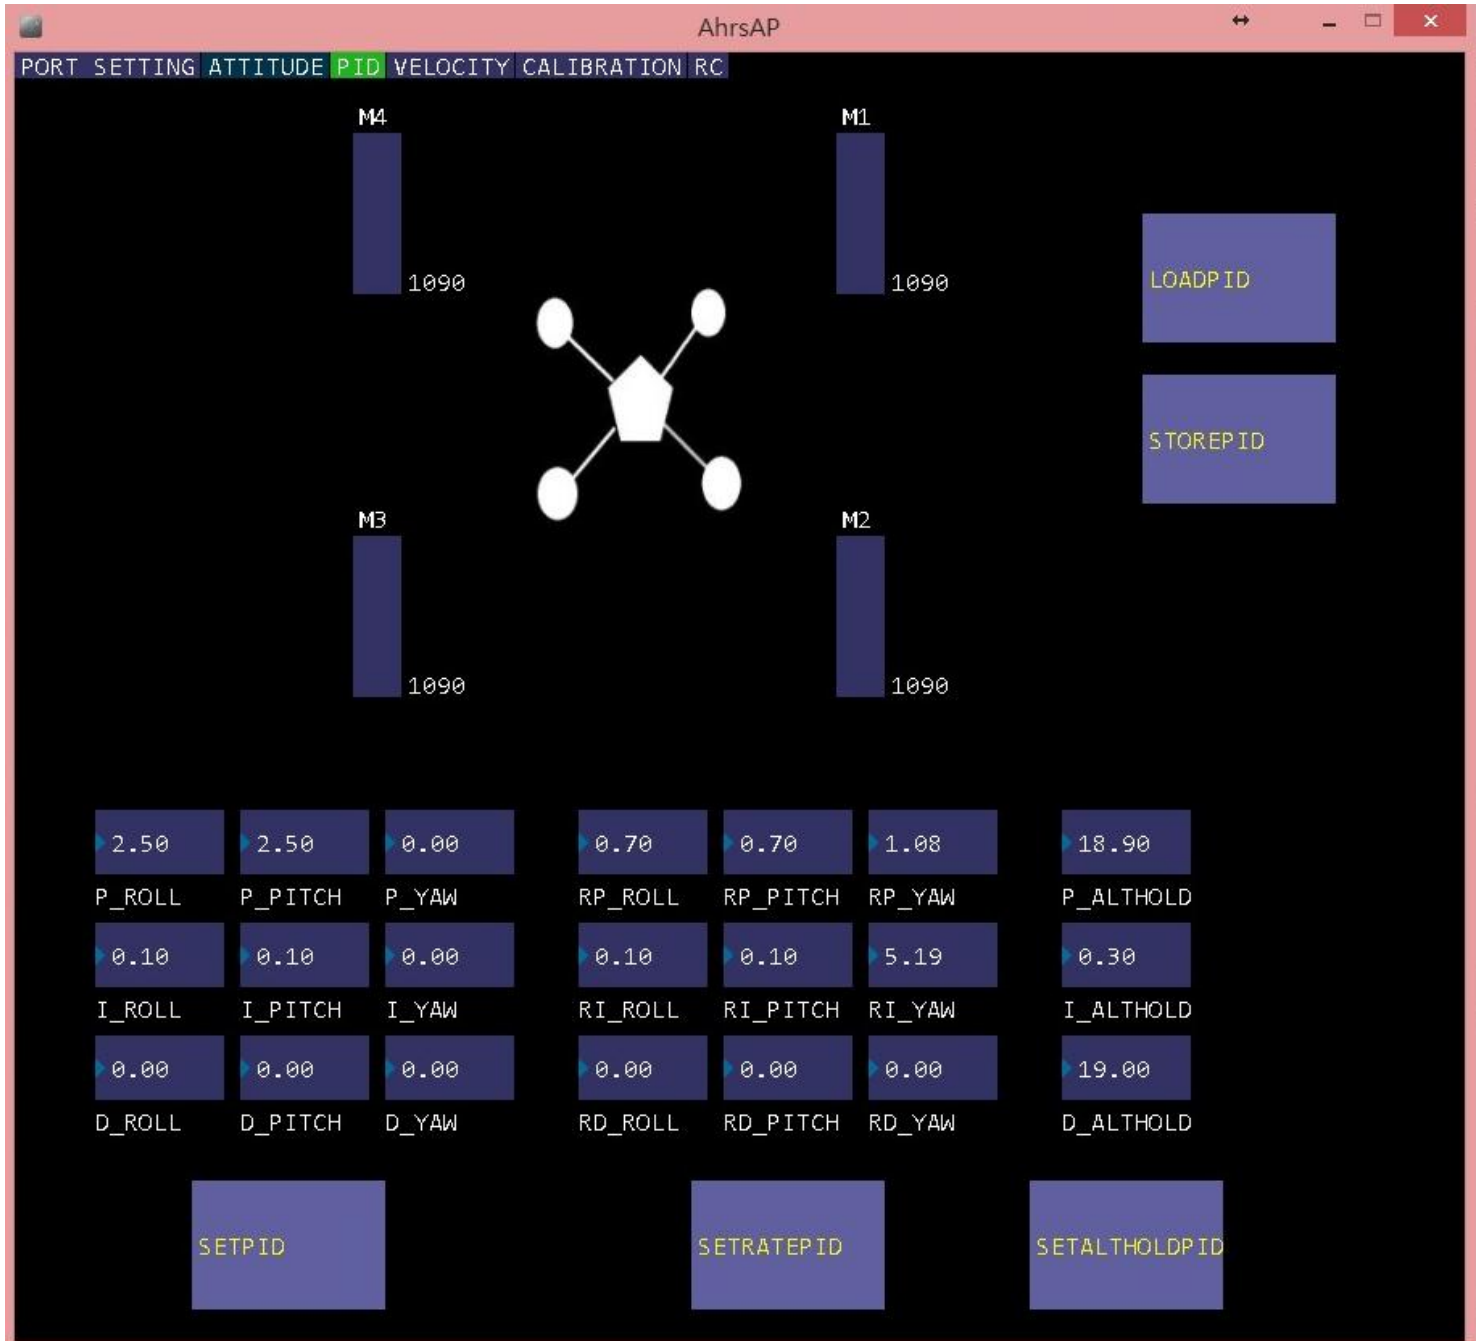 AhrsAP
PORT SETTING ATTITUDE PID VELOCITY CALIBRATION RC
M4 M1
1090 1090
LOADPID
STOREPID
M3 M2
1090 1090
2.50 2.50 0.00 0.70 0.70 1.08 18.90
P_ROLL P_PITCH P_YAW RP_ROLL RP_PITCH RP_YAW P_ALTHOLD
0.10 0.10 0.00 0.10 0.10 5.19 0.30
I_ROLL I_PITCH I_YAW RI_ROLL RI_PITCH RI_YAW I_ALTHOLD
0.00 0.00 0.00 0.00 0.00 0.00 19.00
D_ROLL D_PITCH D_YAW RD_ROLL RD_PITCH RD_YAW D_ALTHOLD
SETPID SETRATEPID SETALTHOLDPID